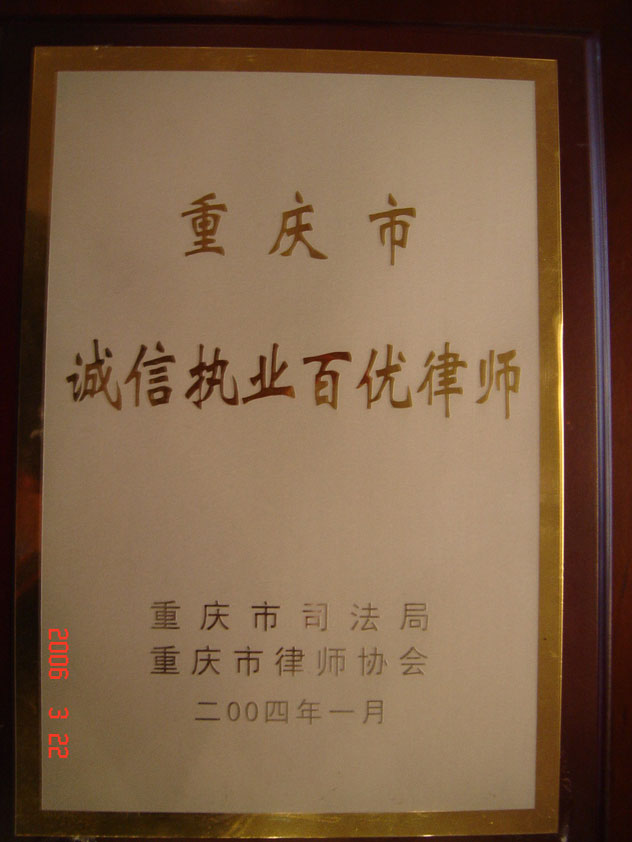 重庆市
诚信执业百优律师
重庆市司法局
重庆市律师协会
二00四年一月
2006 3 22